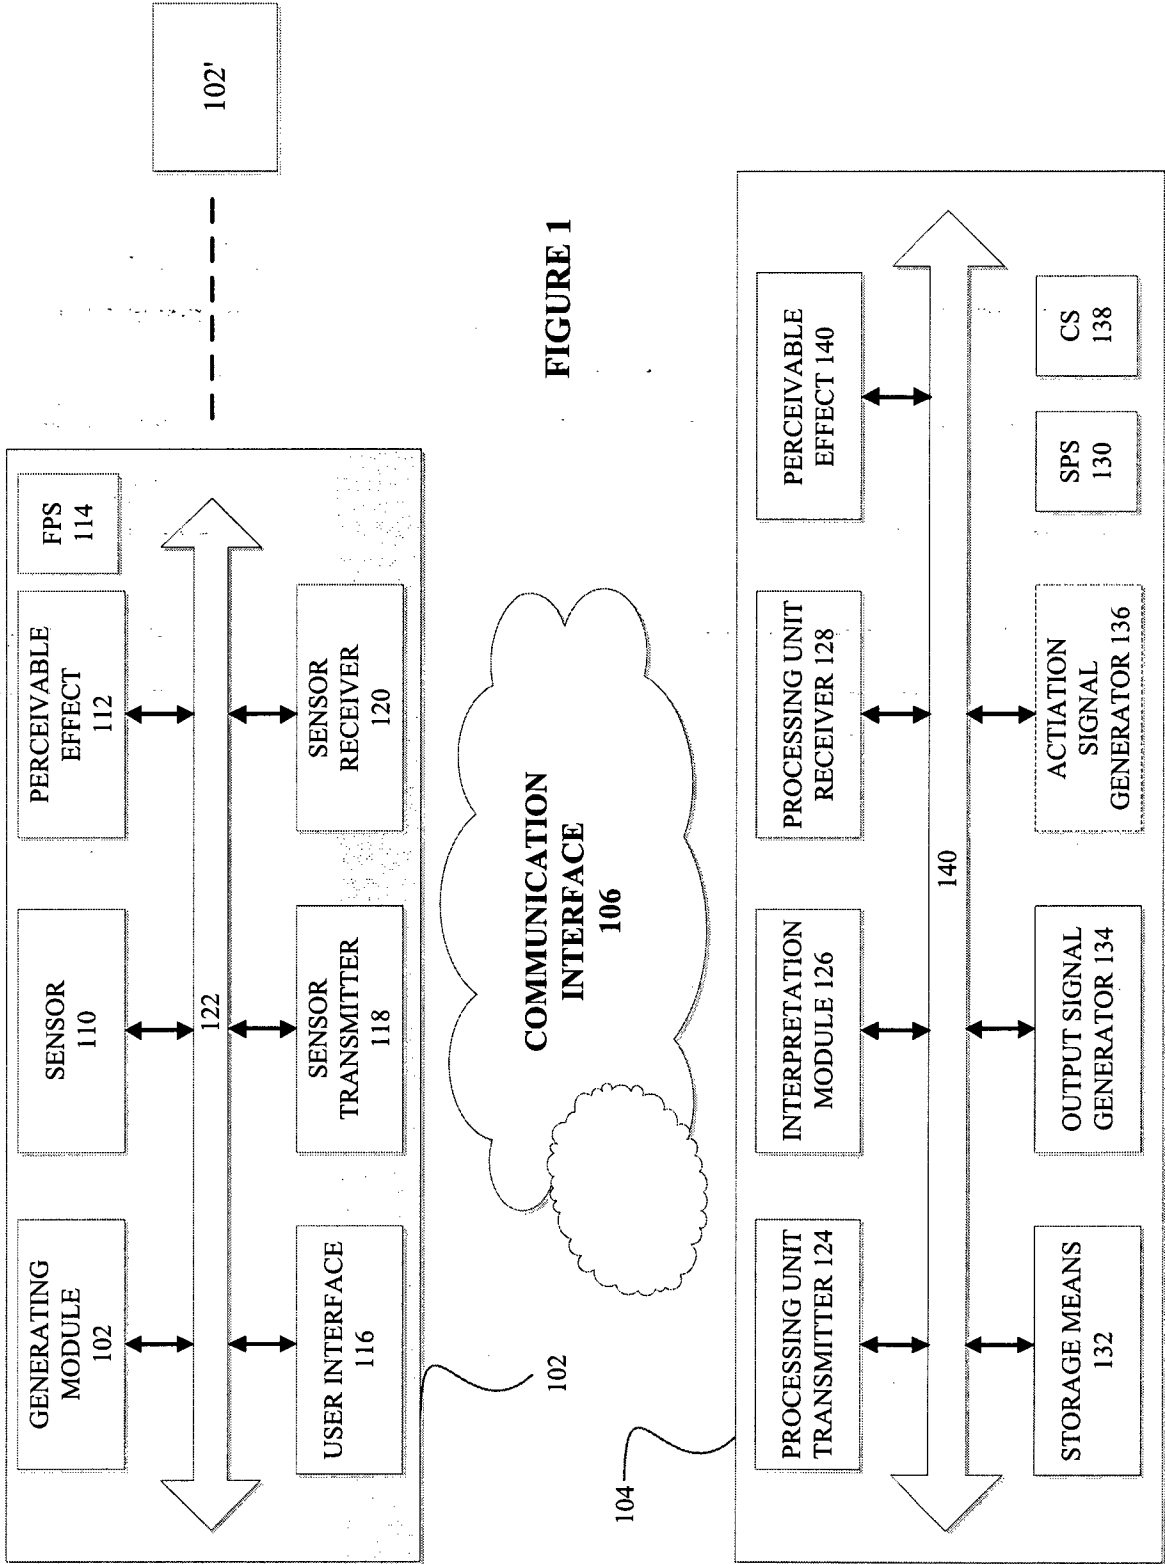 GENERATING
MODULE
102
SENSOR
110
PERCEIVABLE
EFFECT
112
FPS
114
102'
122
USER INTERFACE
116
SENSOR
TRANSMITTER
118
SENSOR
RECEIVER
120
102
COMMUNICATION
INTERFACE
106
FIGURE 1
104
PROCESSING UNIT
TRANSMITTER 124
INTERPRETATION
MODULE 126
PROCESSING UNIT
RECEIVER 128
PERCEIVABLE
EFFECT 140
140
STORAGE MEANS
132
OUTPUT SIGNAL
GENERATOR 134
ACTIATION
SIGNAL
GENERATOR 136
SPS
130
CS
138